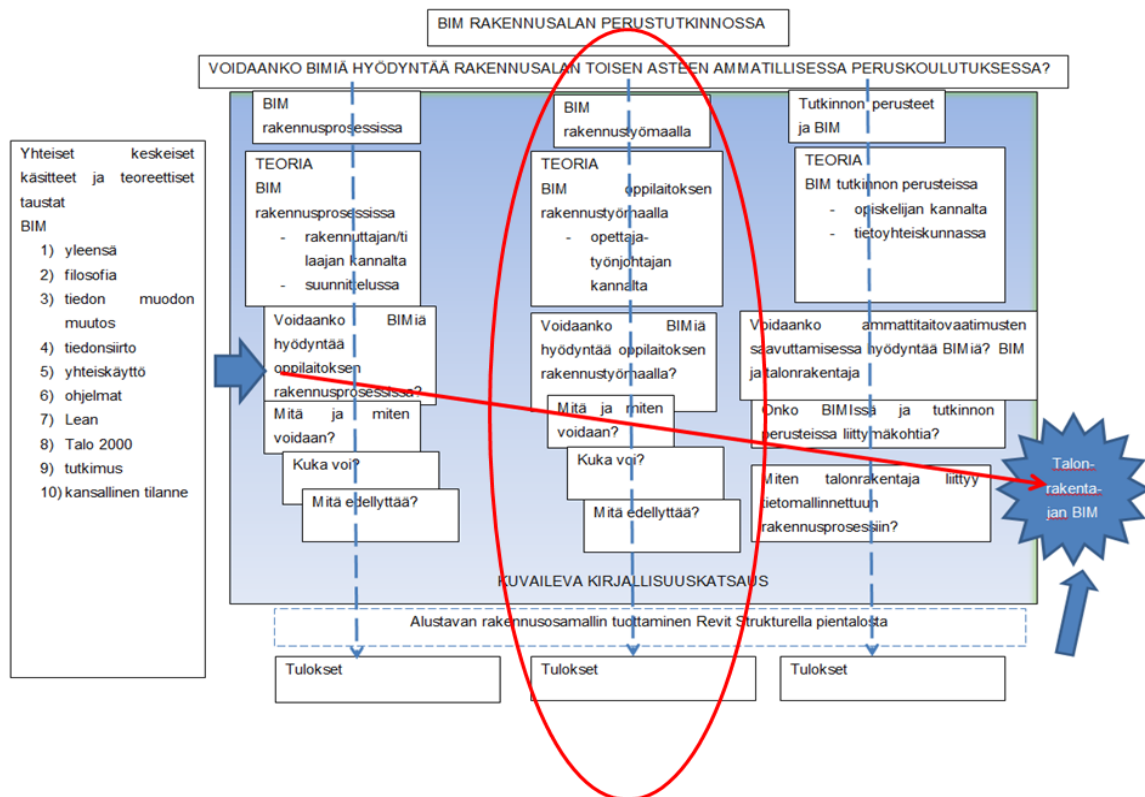 BIM RAKENNUSALAN PERUSTUTKINNOSSA
VOIDAANKO BIMIÄ HYÖDYNTÄÄ RAKENNUSALAN TOISEN ASTEEN AMMATILLISESSA PERUSKOULUTUKSESSA?
Yhteiset keskeiset
käsitteet ja teoreettiset
taustat
BIM
1) yleensä
2) filosofia
3) tiedon muodon
muutos
4) tiedonsiirto
5) yhteiskäyttö
6) ohjelmat
7) Lean
8) Talo 2000
9) tutkimus
10) kansallinen tilanne
BIM
rakennusprosessissa
TEORIA
BIM
rakennusprosessissa
- rakennuttajan/ti
laajan kannalta
- suunnittelussa
Voidaanko BIMiä
hyödyntää
oppilaitoksen
rakennusprosessissa?
Mitä ja miten
voidaan?
Kuka voi?
Mitä edellyttää?
BIM
rakennustyömaalla
TEORIA
BIM oppilaitoksen
rakennustyömaalla
- opettaja-
työnjohtajan
kannalta
Voidaanko BIMiä
hyödyntää oppilaitoksen
rakennustyömaalla?
Mitä ja miten
voidaan?
Kuka voi?
Mitä edellyttää?
Tutkinnon perusteet
ja BIM
TEORIA
BIM tutkinnon perusteissa
- opiskelijan kannalta
- tietoyhteiskunnassa
Voidaanko ammattitaitovaatimusten
saavuttamisessa hyödyntää BIMiä? BIM
ja talonrakentaja
Onko BIMIssä ja tutkinnon
perusteissa liittymäkohtia?
Miten talonrakentaja liittyy
tietomallinnettuun
rakennusprosessiin?
Talon-
rakenta-
jan BIM
KUVAILEVA KIRJALLISUUSKATSAUS
Alustavan rakennusosamallin tuottaminen Revit Strukturella pientalosta
Tulokset
Tulokset
Tulokset